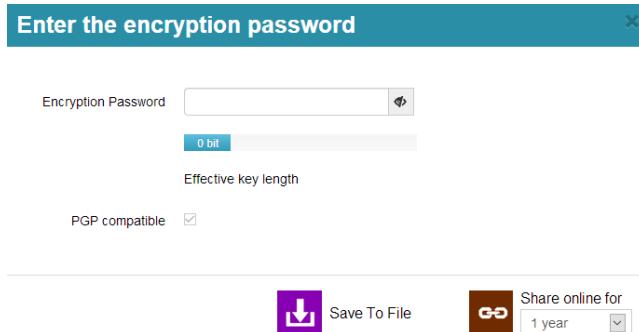 Enter the encryption password
Encryption Password
0 bit
Effective key length
PGP compatible
Save To File
Share online for
1 year